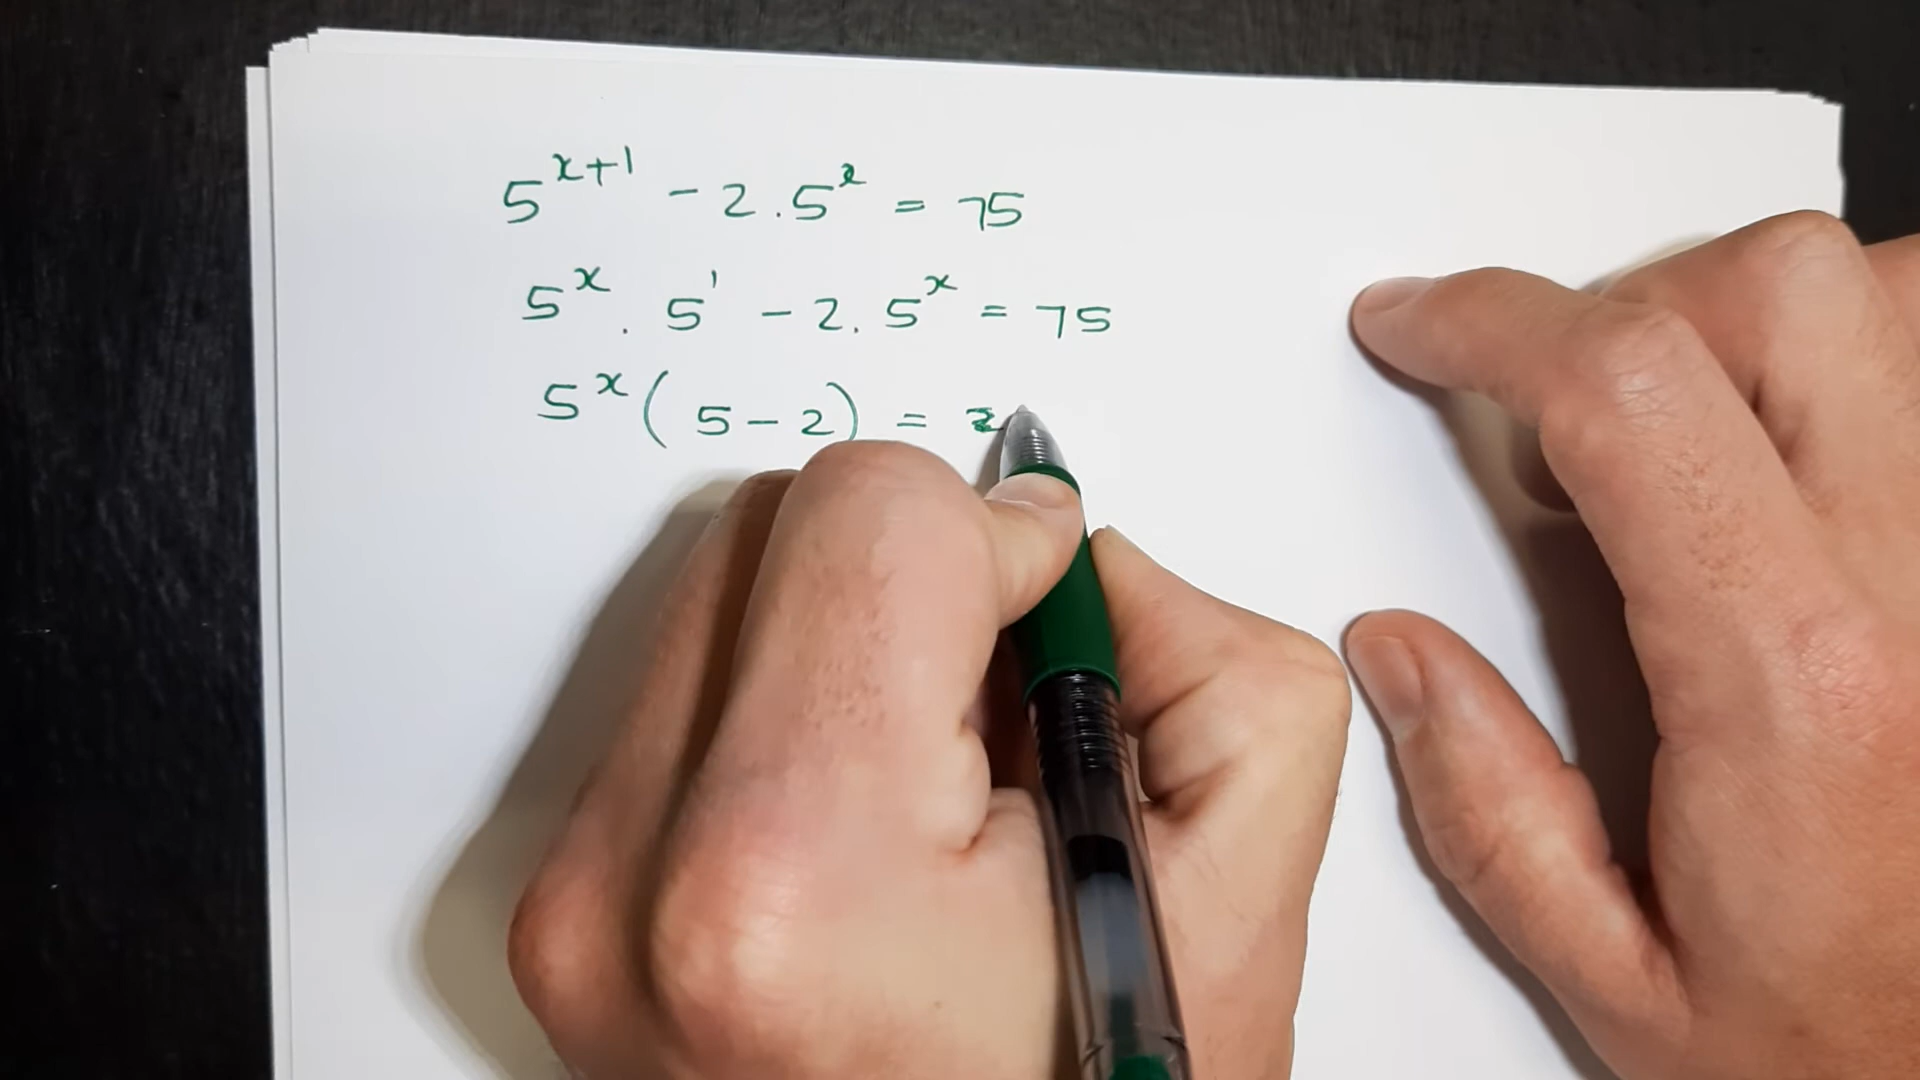 5^{x+1} - 2.5^x = 75
5^x . 5^1 - 2.5^x = 75
5^x (5-2) =